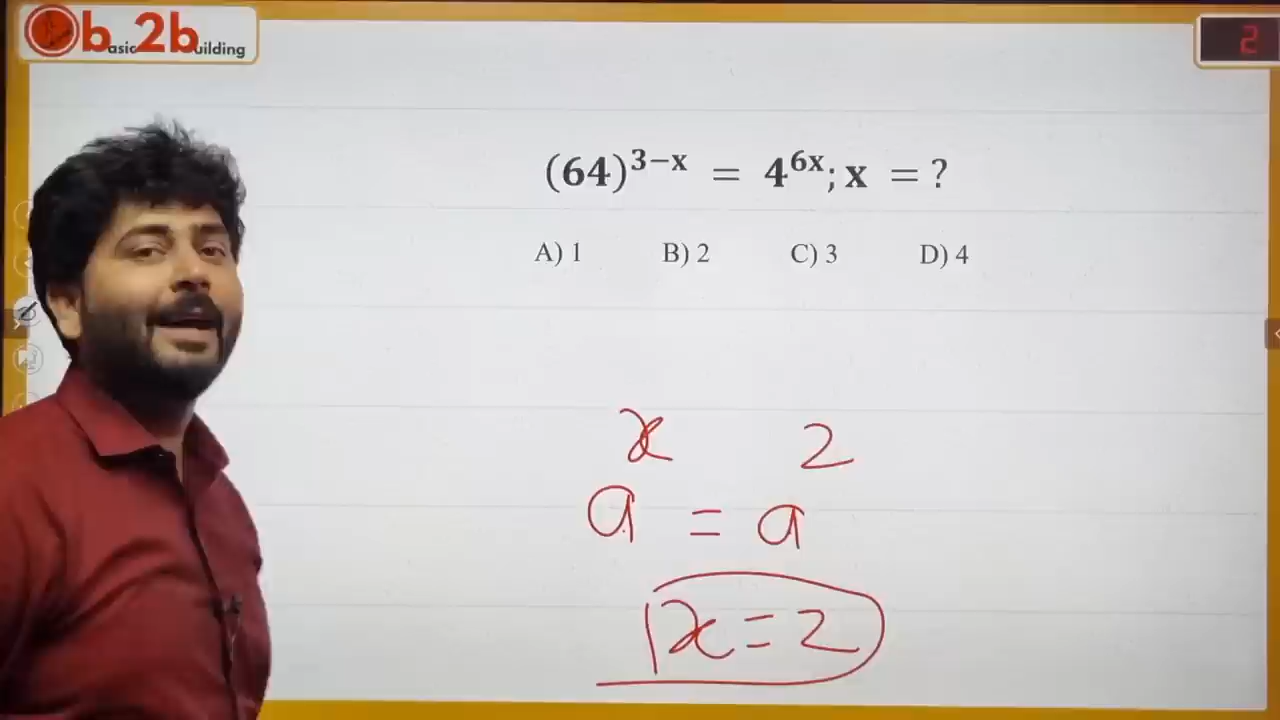 b asic 2b uilding
2
(64)^{3−x} = 4^{6x}; x = ?
A) 1 B) 2 C) 3 D) 4
x 2
a = a
x = 2